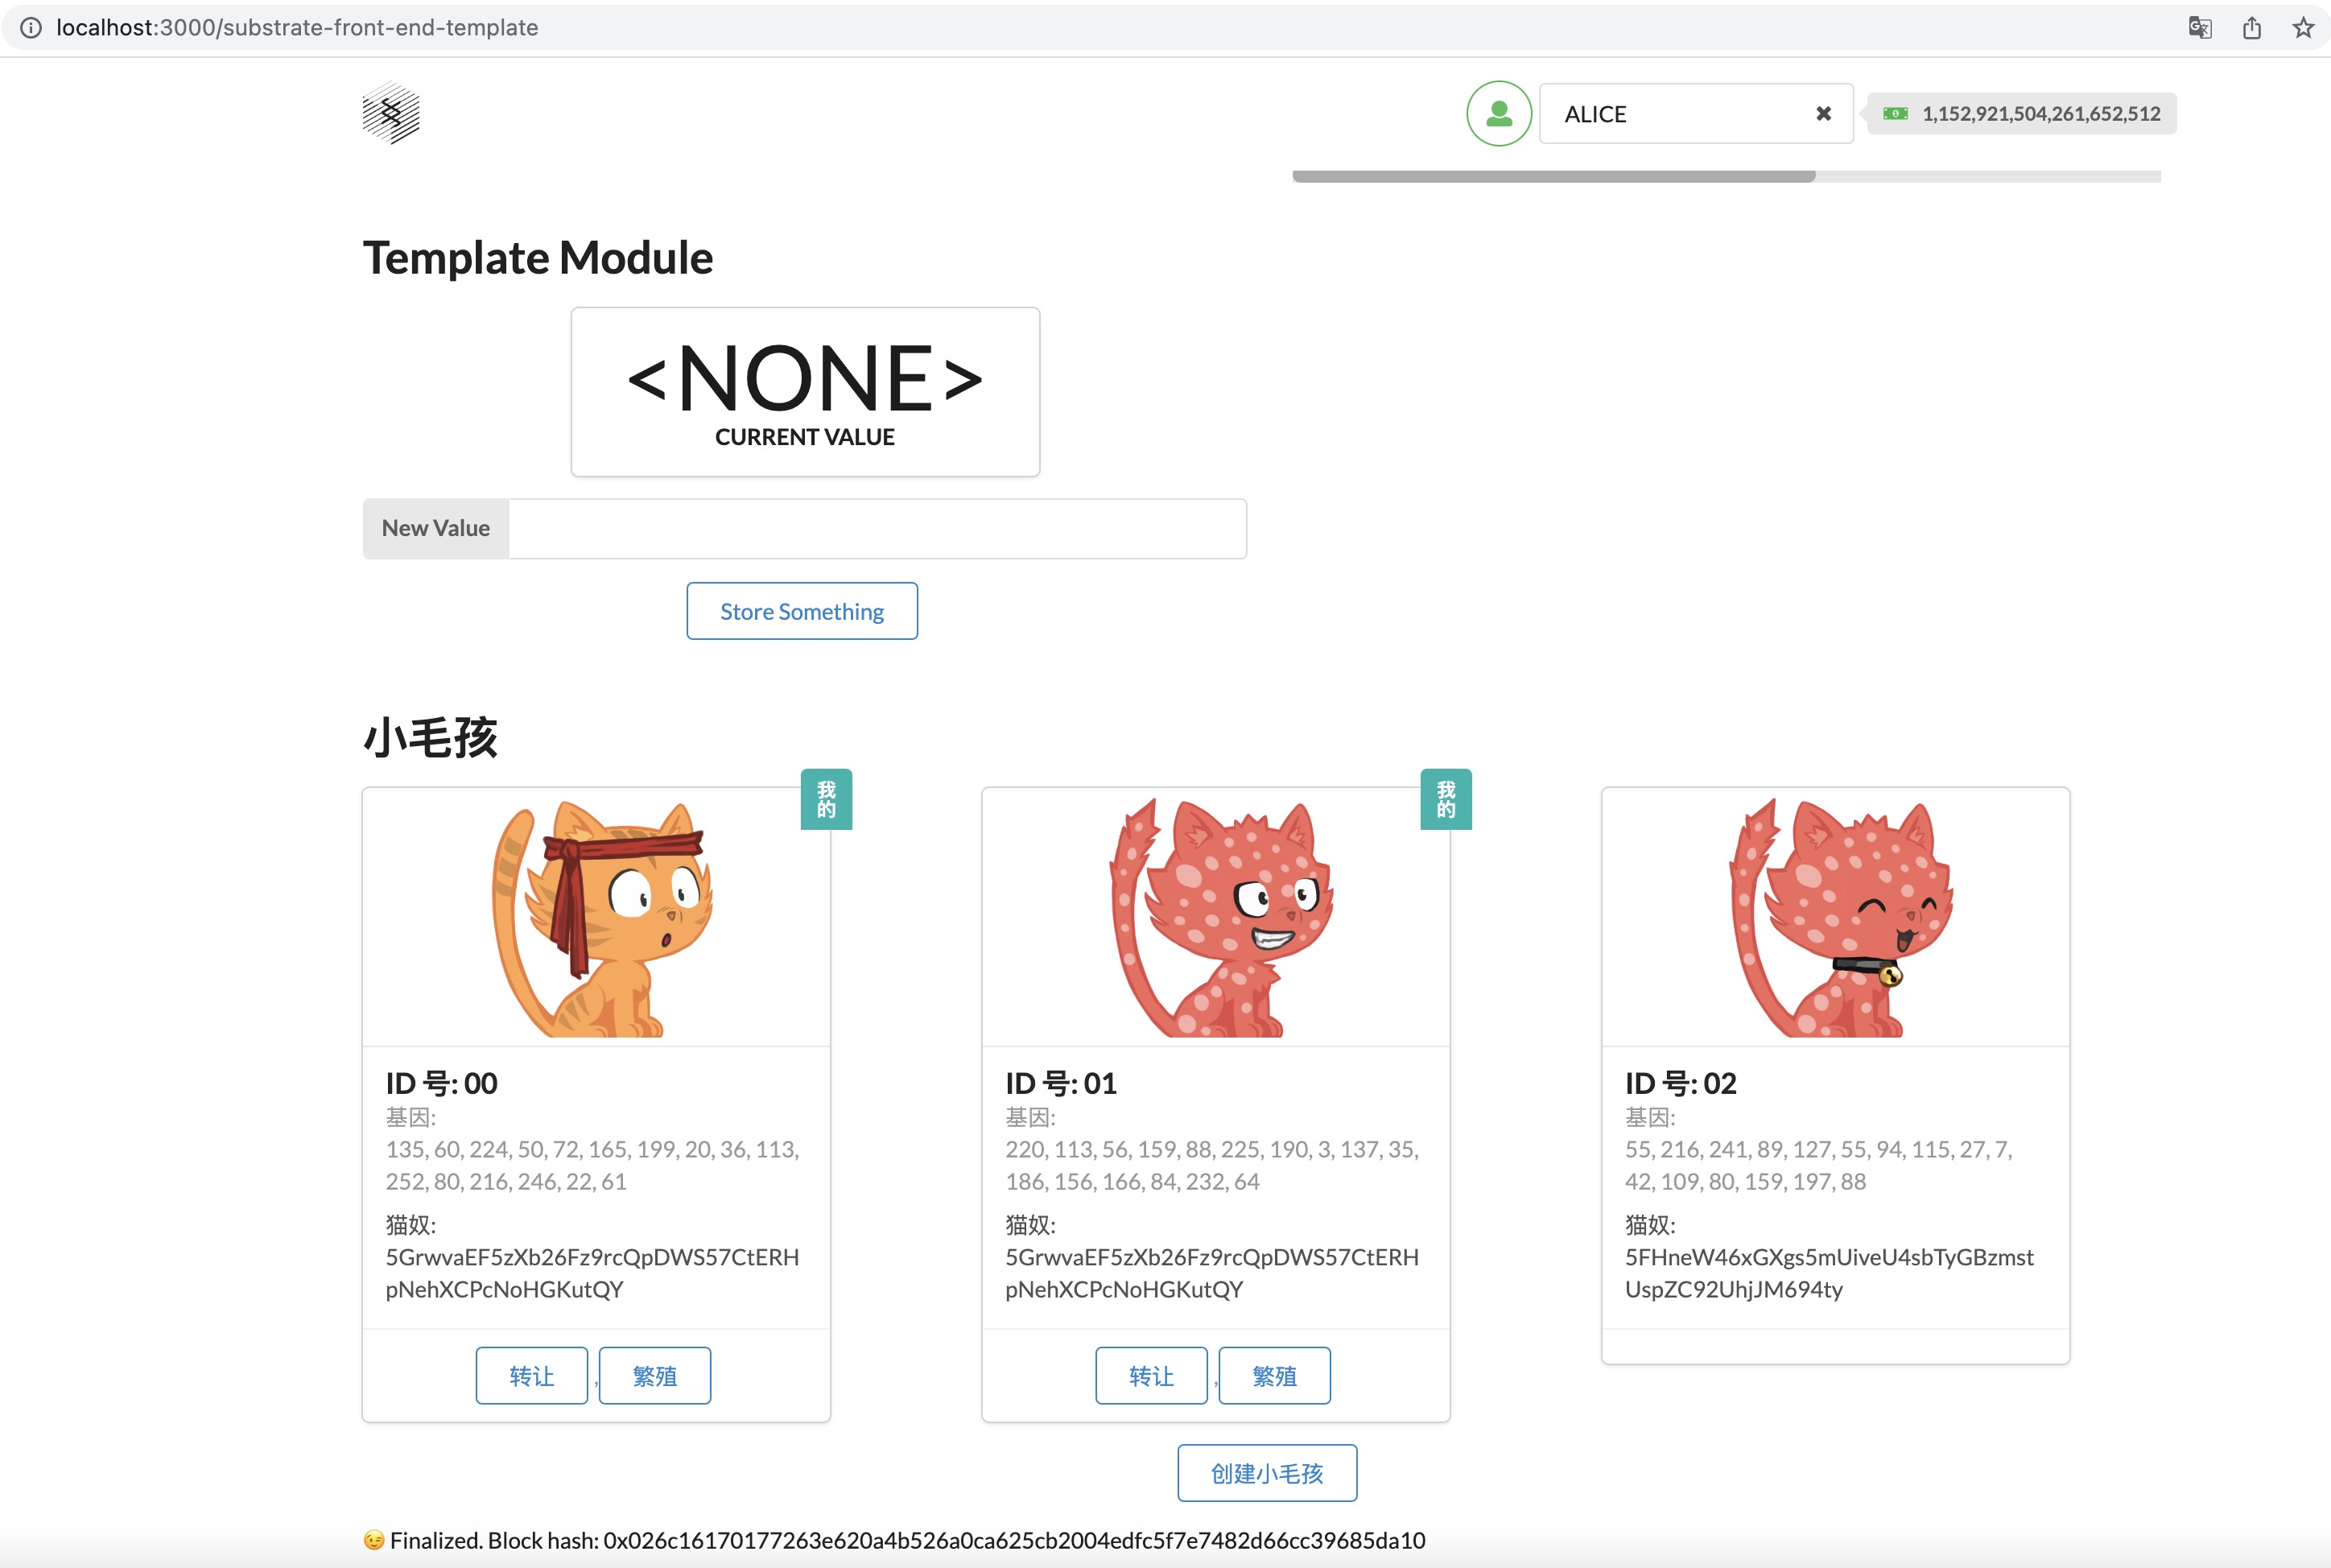 localhost:3000/substrate-front-end-template
ALICE
1,152,921,504,261,652,512
Template Module
<NONE>
CURRENT VALUE
New Value
Store Something
小毛孩
我的
ID 号: 00
基因:
135, 60, 224, 50, 72, 165, 199, 20, 36, 113,
252, 80, 216, 246, 22, 61
猫奴:
5GrwvaEF5zXb26Fz9rcQpDWS57CtERH
pNehXCPcNoHGKutQY
转让 , 繁殖
我的
ID 号: 01
基因:
220, 113, 56, 159, 88, 225, 190, 3, 137, 35,
186, 156, 166, 84, 232, 64
猫奴:
5GrwvaEF5zXb26Fz9rcQpDWS57CtERH
pNehXCPcNoHGKutQY
转让 , 繁殖
ID 号: 02
基因:
55, 216, 241, 89, 127, 55, 94, 115, 27, 7,
42, 109, 80, 159, 197, 88
猫奴:
5FHneW46xGXgs5mUiveU4sbTyGBzmst
UspZC92UhjJM694ty
创建小毛孩
😉 Finalized. Block hash: 0x026c16170177263e620a4b526a0ca625cb2004edfc5f7e7482d66cc39685da10